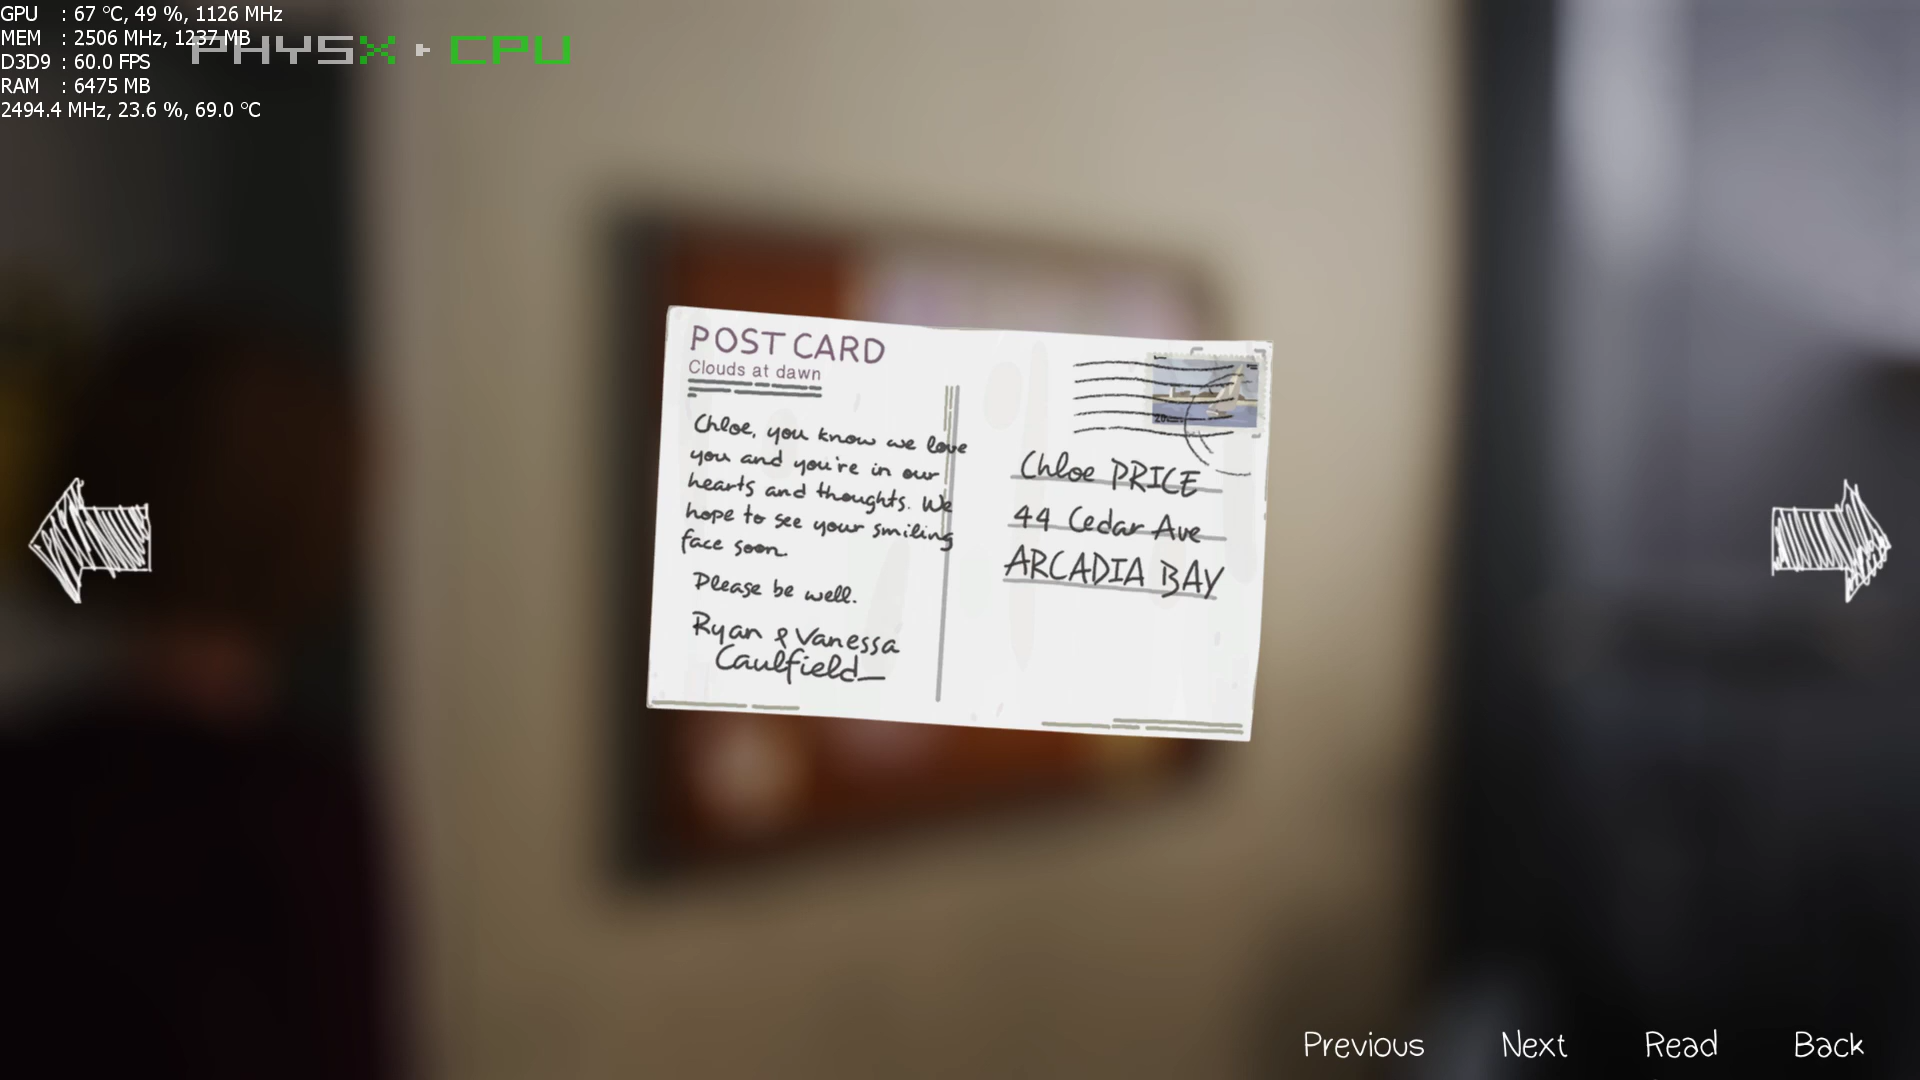 GPU : 67 °C, 49 %, 1126 MHz
MEM : 2506 MHz, 1237 MB
D3D9 : 60.0 FPS
RAM : 6475 MB
2494.4 MHz, 23.6 %, 69.0 °C
PHYSX CPU
POST CARD
Clouds at dawn
Chloe, you know we love
you and you're in our
hearts and thoughts. We
hope to see your smiling
face soon.
Please be well.
Ryan & Vanessa
Caulfield
20
Chloe PRICE
44 Cedar Ave
ARCADIA BAY
Previous Next Read Back